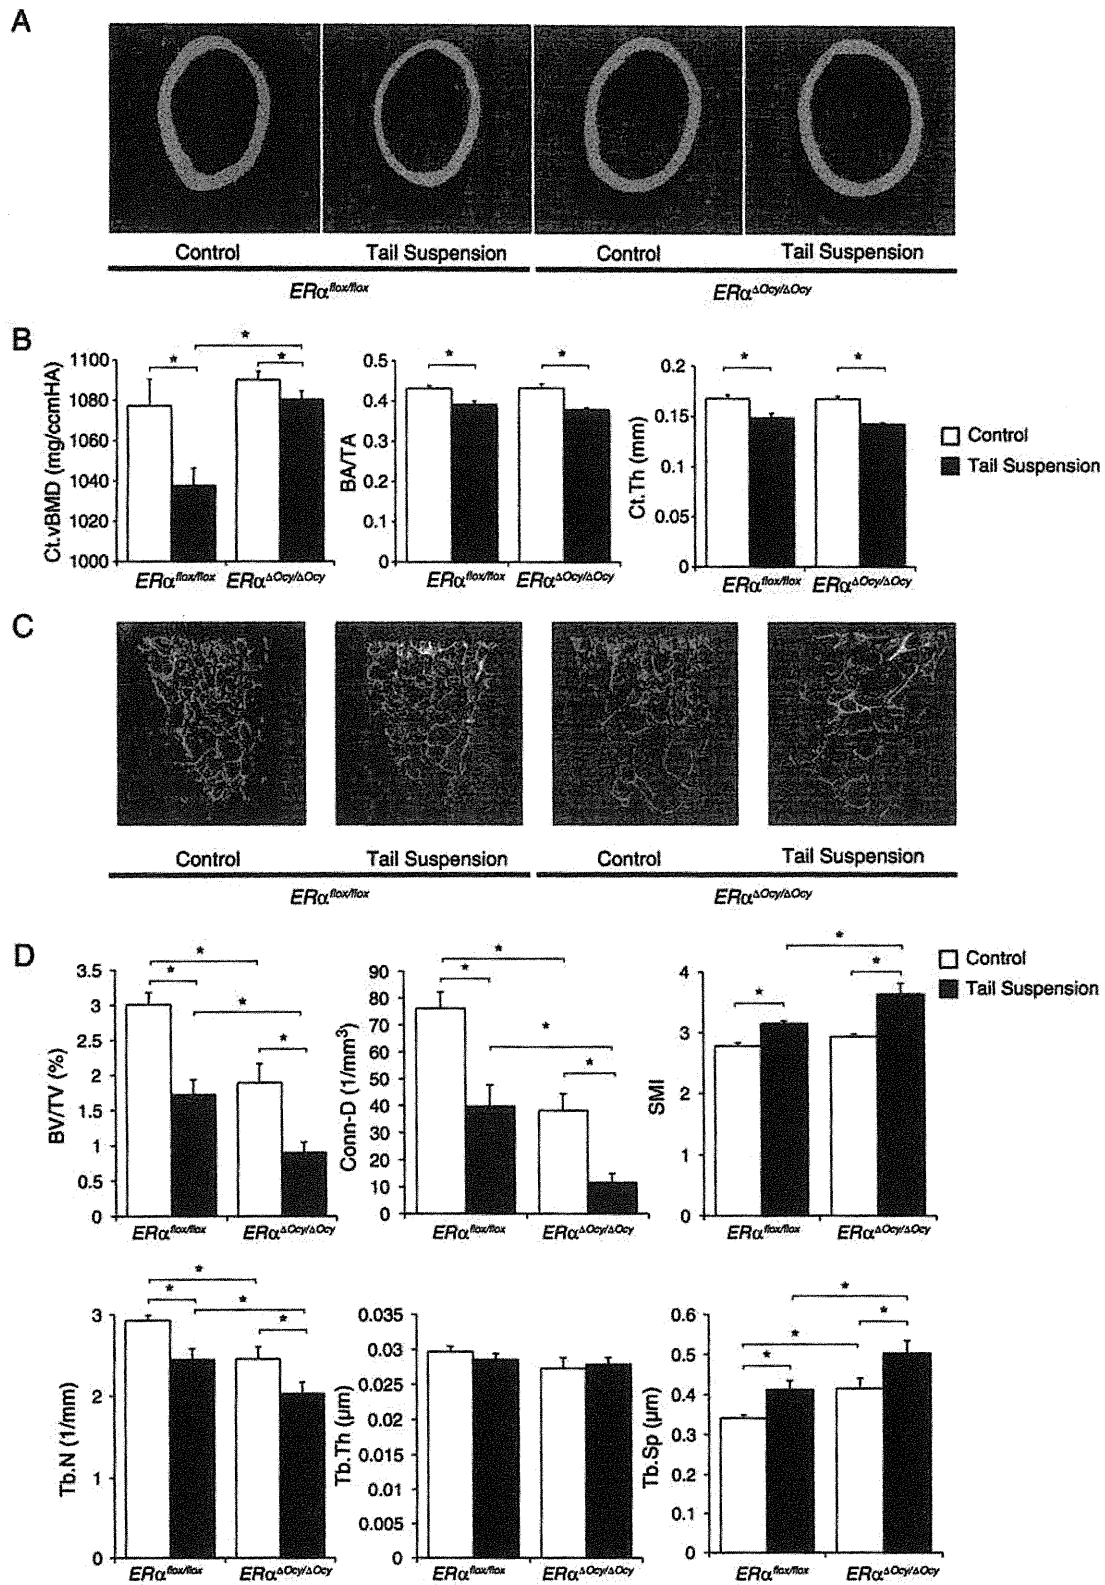 A
Control Tail Suspension Control Tail Suspension
ERα^flox/flox ERα^ΔOcy/ΔOcy
B
Ct.vBMD (mg/ccmHA)
1100
1080
1060
1040
1020
1000
* * *
ERα^flox/flox ERα^ΔOcy/ΔOcy
BA/TA
0.5
0.4
0.3
0.2
0.1
0
* *
ERα^flox/flox ERα^ΔOcy/ΔOcy
Ct.Th (mm)
0.2
0.15
0.1
0.05
0
* *
ERα^flox/flox ERα^ΔOcy/ΔOcy
Control
Tail Suspension
C
Control Tail Suspension Control Tail Suspension
ERα^flox/flox ERα^ΔOcy/ΔOcy
D
BV/TV (%)
3.5
3
2.5
2
1.5
1
0.5
0
* * * *
ERα^flox/flox ERα^ΔOcy/ΔOcy
Conn-D (1/mm³)
90
80
70
60
50
40
30
20
10
0
* * * *
ERα^flox/flox ERα^ΔOcy/ΔOcy
SMI
4
3
2
1
0
* * *
ERα^flox/flox ERα^ΔOcy/ΔOcy
Control
Tail Suspension
Tb.N (1/mm)
3
2
1
0
* * * *
ERα^flox/flox ERα^ΔOcy/ΔOcy
Tb.Th (μm)
0.035
0.03
0.025
0.02
0.015
0.01
0.005
0
ERα^flox/flox ERα^ΔOcy/ΔOcy
Tb.Sp (μm)
0.6
0.5
0.4
0.3
0.2
0.1
0
* * * *
ERα^flox/flox ERα^ΔOcy/ΔOcy